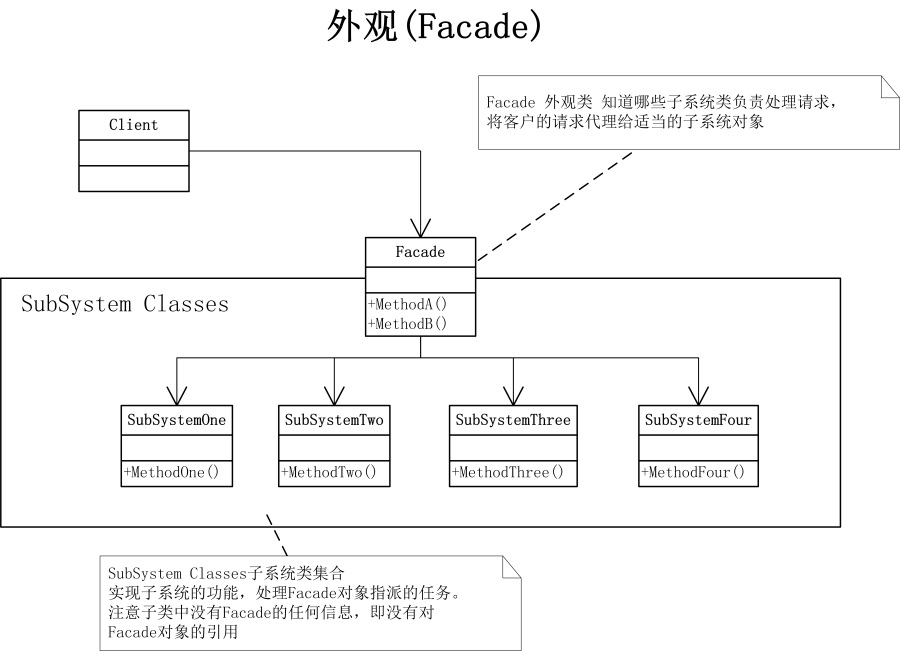 外观(Facade)
Facade 外观类 知道哪些子系统类负责处理请求，
将客户的请求代理给适当的子系统对象
Client
Facade
+MethodA()
+MethodB()
SubSystem Classes
SubSystemOne
+MethodOne()
SubSystemTwo
+MethodTwo()
SubSystemThree
+MethodThree()
SubSystemFour
+MethodFour()
SubSystem Classes子系统类集合
实现子系统的功能，处理Facade对象指派的任务。
注意子类中没有Facade的任何信息，即没有对
Facade对象的引用